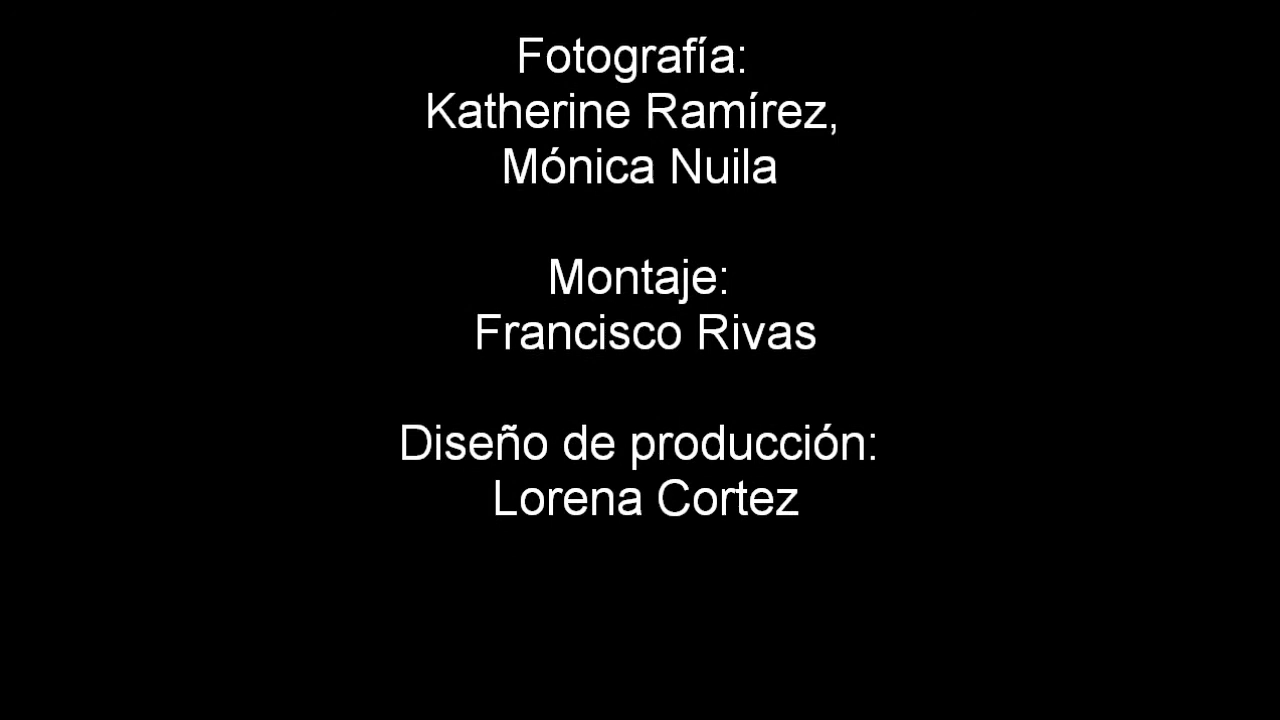 Fotografía:
Katherine Ramírez,
Mónica Nuila
Montaje:
Francisco Rivas
Diseño de producción:
Lorena Cortez